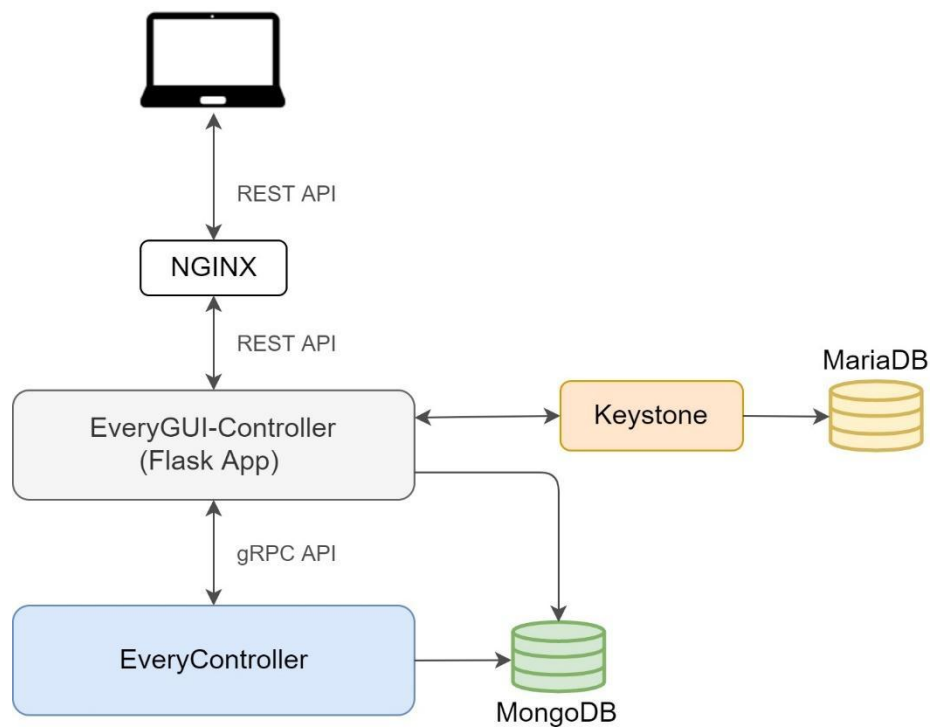 REST API
NGINX
REST API
MariaDB
EveryGUI-Controller
(Flask App)
Keystone
gRPC API
EveryController
MongoDB